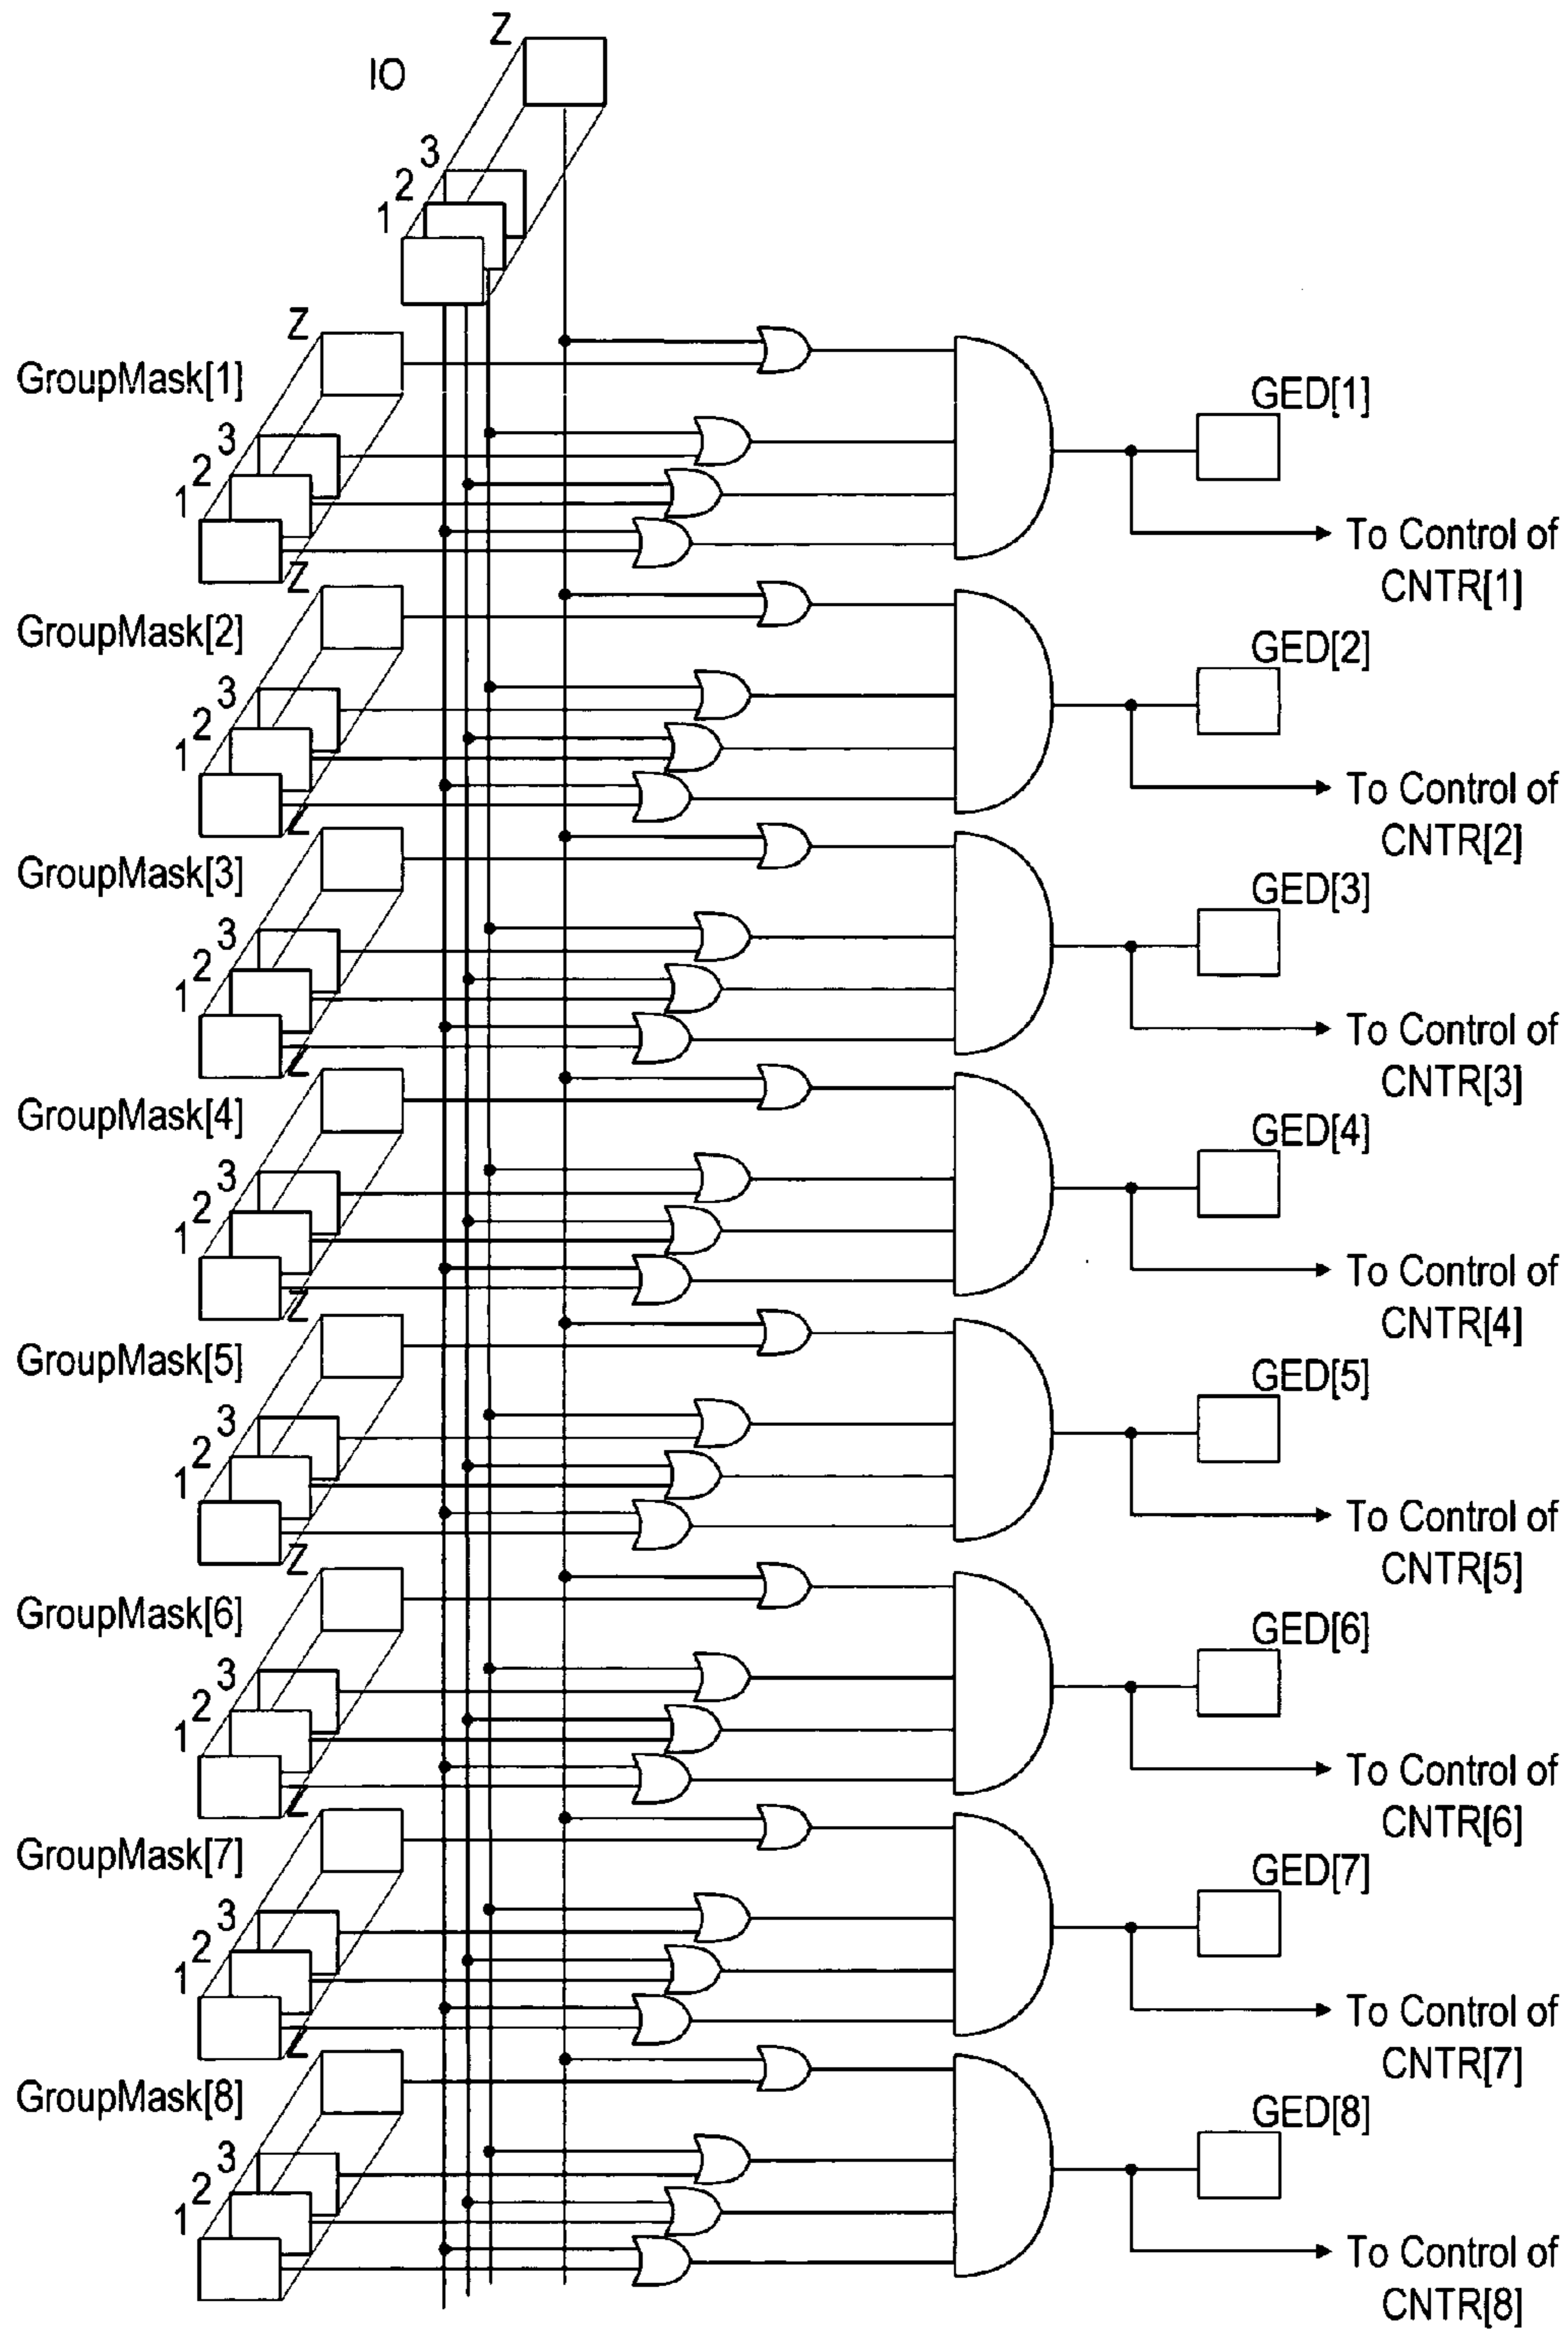 Z
IO
3
2
1
Z
GroupMask[1]
3
2
1
GED[1]
To Control of
CNTR[1]
Z
GroupMask[2]
3
2
1
GED[2]
To Control of
CNTR[2]
Z
GroupMask[3]
3
2
1
GED[3]
To Control of
CNTR[3]
Z
GroupMask[4]
3
2
1
GED[4]
To Control of
CNTR[4]
Z
GroupMask[5]
3
2
1
GED[5]
To Control of
CNTR[5]
Z
GroupMask[6]
3
2
1
GED[6]
To Control of
CNTR[6]
Z
GroupMask[7]
3
2
1
GED[7]
To Control of
CNTR[7]
Z
GroupMask[8]
3
2
1
GED[8]
To Control of
CNTR[8]